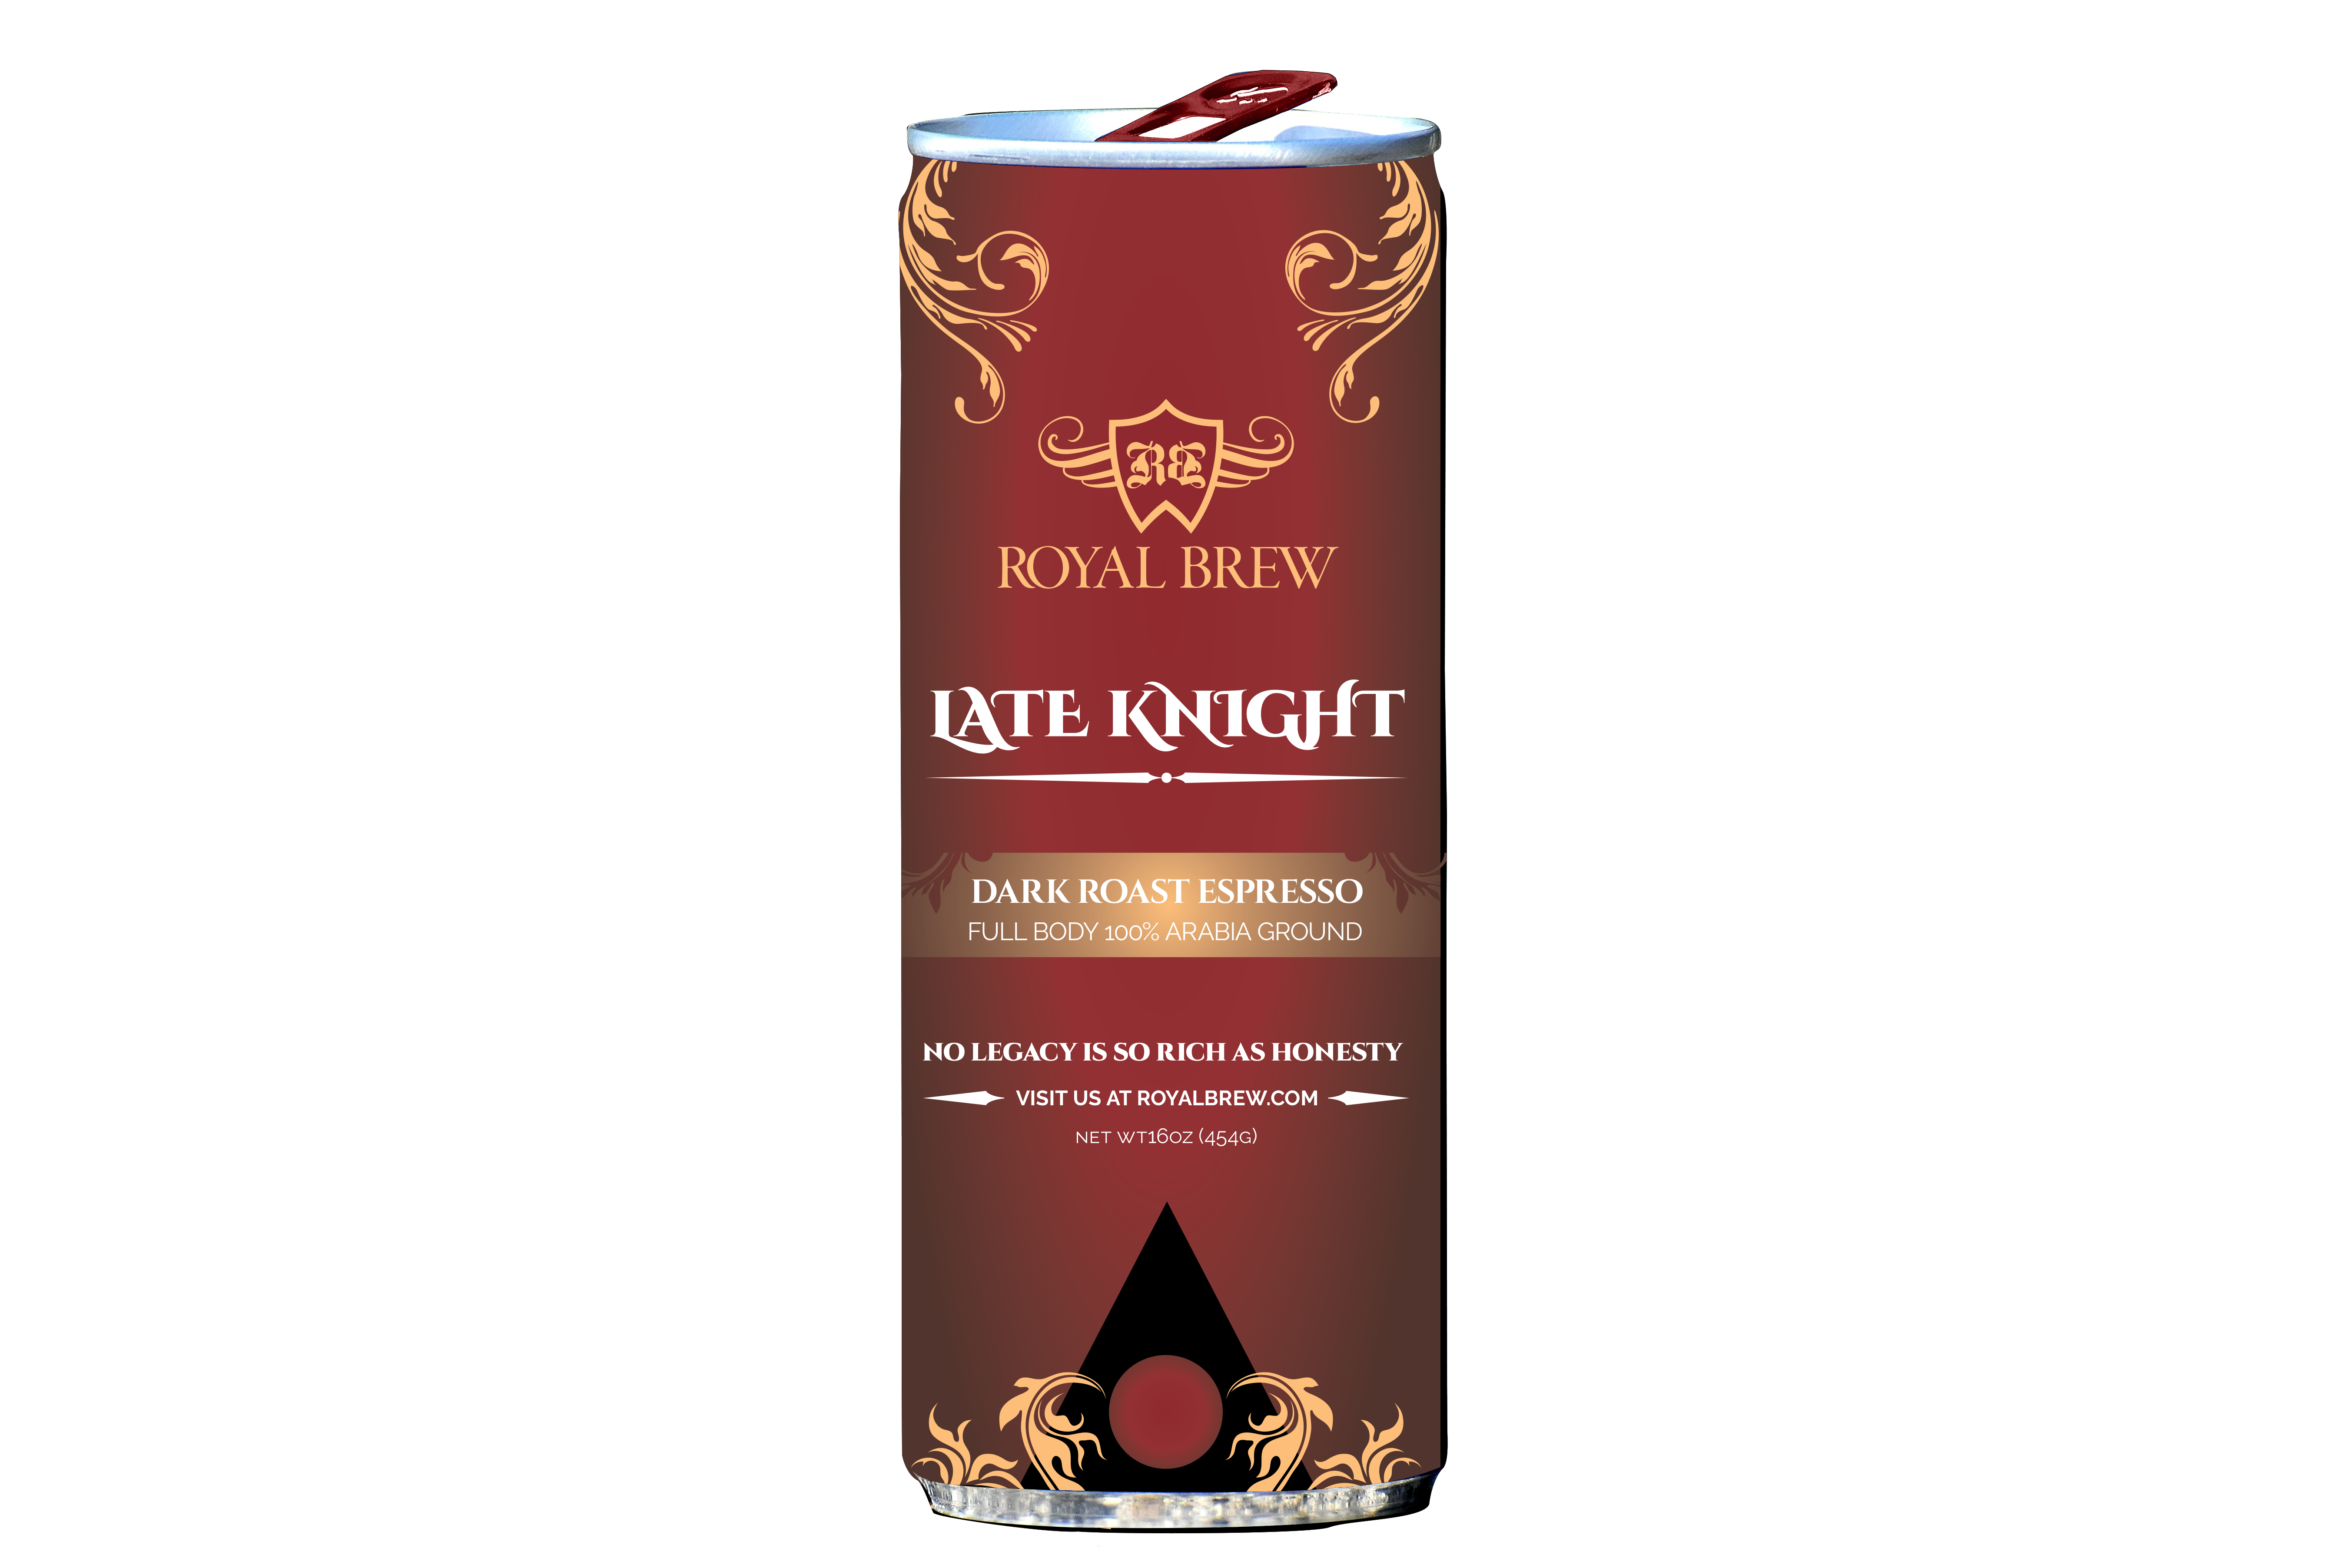 RB
ROYAL BREW
LATE KNIGHT
DARK ROAST ESPRESSO
FULL BODY 100% ARABIA GROUND
NO LEGACY IS SO RICH AS HONESTY
VISIT US AT ROYALBREW.COM
NET WT16OZ (454G)